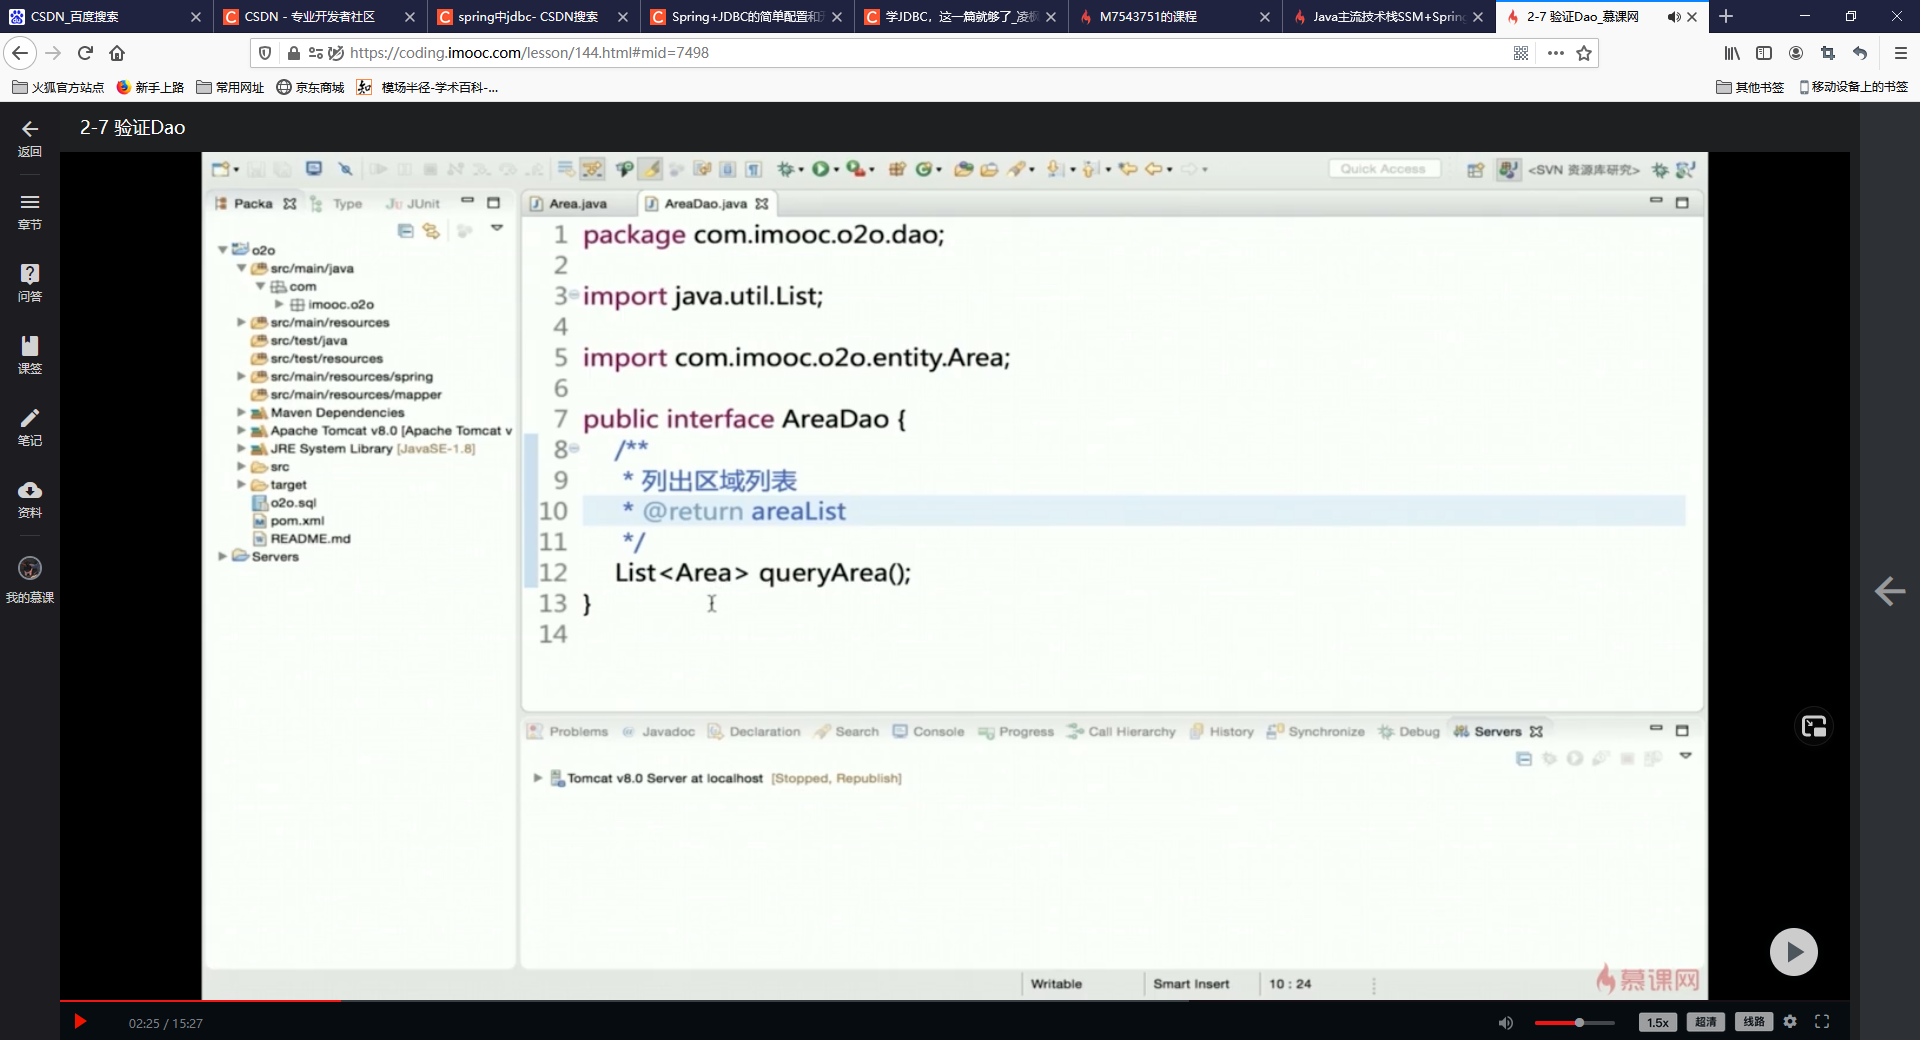 CSDN_百度搜索
CSDN - 专业开发者社区
spring中jdbc- CSDN搜索
Spring+JDBC的简单配置和
学JDBC，这一篇就够了_凌
M7543751的课程
Java主流技术栈SSM+Spring
2-7 验证Dao_慕课网
https://coding.imooc.com/lesson/144.html#mid=7498
火狐官方站点
新手上路
常用网址
京东商城
模场半径-学术百科-...
其他书签
移动设备上的书签
返回
2-7 验证Dao
章节
问答
课签
笔记
资料
我的慕课
Quick Access
<SVN 资源库研究>
Packa
Type
JUnit
Area.java
AreaDao.java
o2o
src/main/java
com
imooc.o2o
src/main/resources
src/test/java
src/test/resources
src/main/resources/spring
src/main/resources/mapper
Maven Dependencies
Apache Tomcat v8.0 [Apache Tomcat v
JRE System Library [JavaSE-1.8]
src
target
o2o.sql
pom.xml
README.md
Servers
1 package com.imooc.o2o.dao;
2
3 import java.util.List;
4
5 import com.imooc.o2o.entity.Area;
6
7 public interface AreaDao {
8 /**
9 * 列出区域列表
10 * @return areaList
11 */
12 List<Area> queryArea();
13 }
14
Problems
@ Javadoc
Declaration
Search
Console
Progress
Call Hierarchy
History
Synchronize
Debug
Servers
Tomcat v8.0 Server at localhost [Stopped, Republish]
Writable
Smart Insert
10 : 24
慕课网
02:25 / 15:27
1.5x
超清
线路